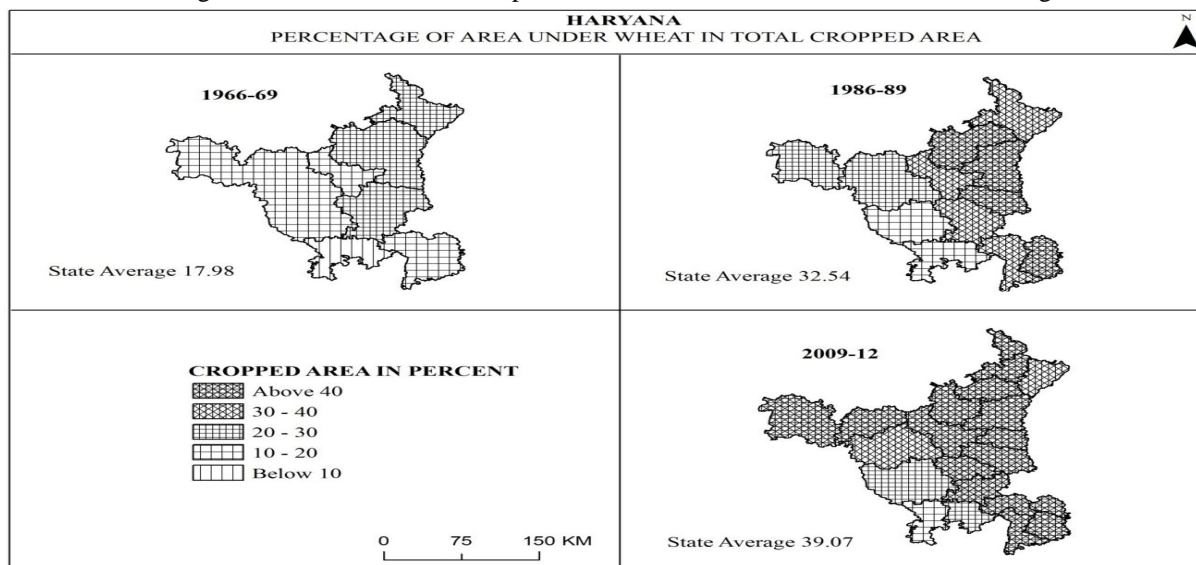 HARYANA
PERCENTAGE OF AREA UNDER WHEAT IN TOTAL CROPPED AREA
N
1966-69
State Average 17.98
1986-89
State Average 32.54
CROPPED AREA IN PERCENT
Above 40
30 - 40
20 - 30
10 - 20
Below 10
0 75 150 KM
2009-12
State Average 39.07